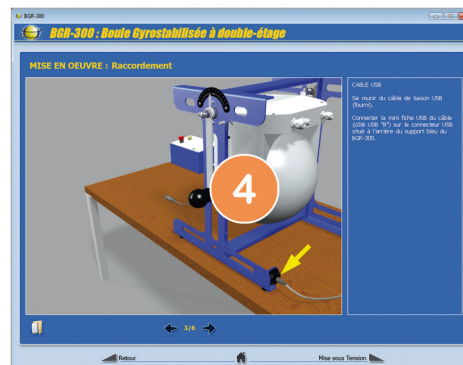 BGR-300
BGR-300 : Boule Gyrostabilisée à double-étage
MISE EN OEUVRE : Raccordement
CABLE USB
Se munir du câble de liaison USB
(fourni).
Connecter la mini fiche USB du câble
(côté USB "B") sur le connecteur USB
situé à l'arrière du support bleu du
BGR-300.
4
3/6
Retour
Mise sous Tension